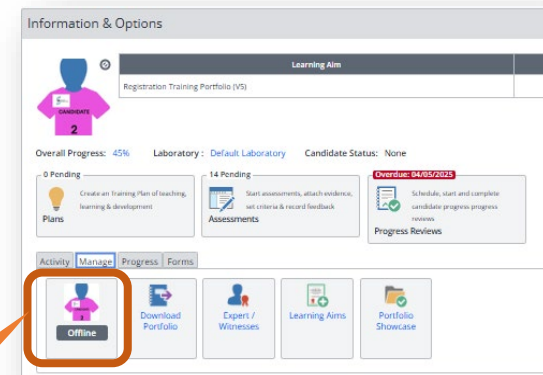 Information & Options
Learning Aim
Registration Training Portfolio (V5)
CANDIDATE
2
Overall Progress: 45% Laboratory : Default Laboratory Candidate Status: None
0 Pending
Create an Training Plan of teaching,
learning & development
Plans
14 Pending
Start assessments, attach evidence,
set criteria & record feedback
Assessments
Overdue: 04/05/2025
Schedule, start and complete
candidate progress progress
reviews
Progress Reviews
Activity Manage Progress Forms
Offline
Download
Portfolio
Expert /
Witnesses
Learning Aims
Portfolio
Showcase